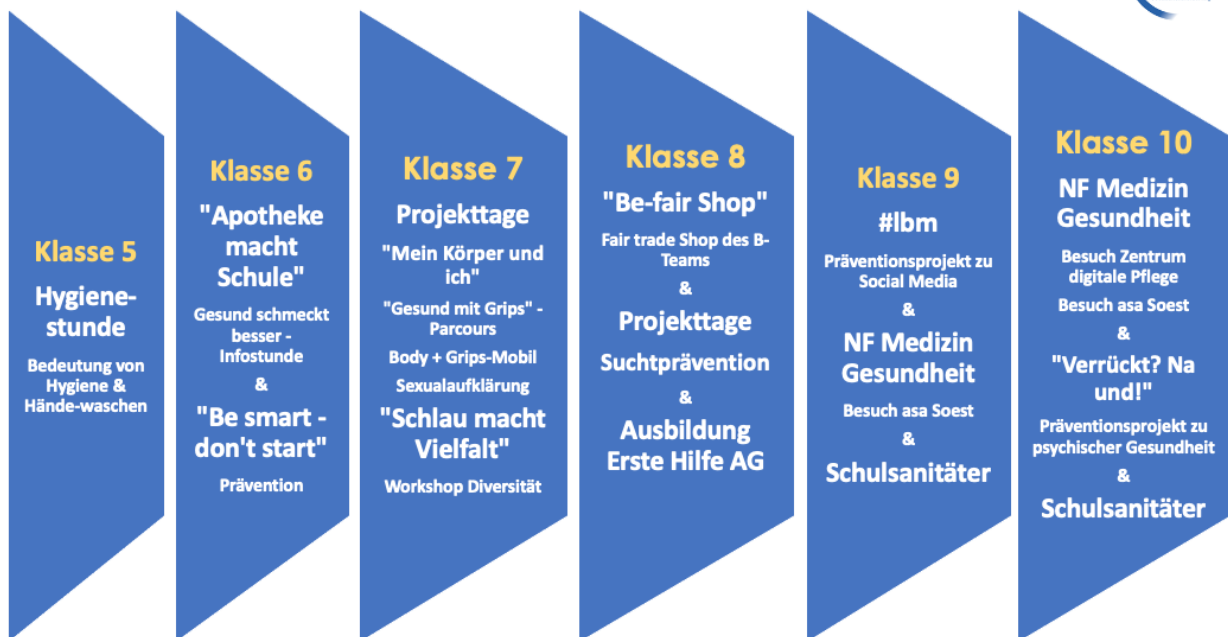 Klasse 5
Hygiene-
stunde
Bedeutung von
Hygiene &
Hände-waschen
Klasse 6
"Apotheke
macht
Schule"
Gesund schmeckt
besser -
Infostunde
&
"Be smart -
don't start"
Prävention
Klasse 7
Projekttage
"Mein Körper und
ich"
"Gesund mit Grips" -
Parcours
Body + Grips-Mobil
Sexualaufklärung
"Schlau macht
Vielfalt"
Workshop Diversität
Klasse 8
"Be-fair Shop"
Fair trade Shop des B-
Teams
&
Projekttage
Suchtprävention
&
Ausbildung
Erste Hilfe AG
Klasse 9
#lbm
Präventionsprojekt zu
Social Media
&
NF Medizin
Gesundheit
Besuch asa Soest
&
Schulsanitäter
Klasse 10
NF Medizin
Gesundheit
Besuch Zentrum
digitale Pflege
Besuch asa Soest
&
"Verrückt? Na
und!"
Präventionsprojekt zu
psychischer Gesundheit
&
Schulsanitäter